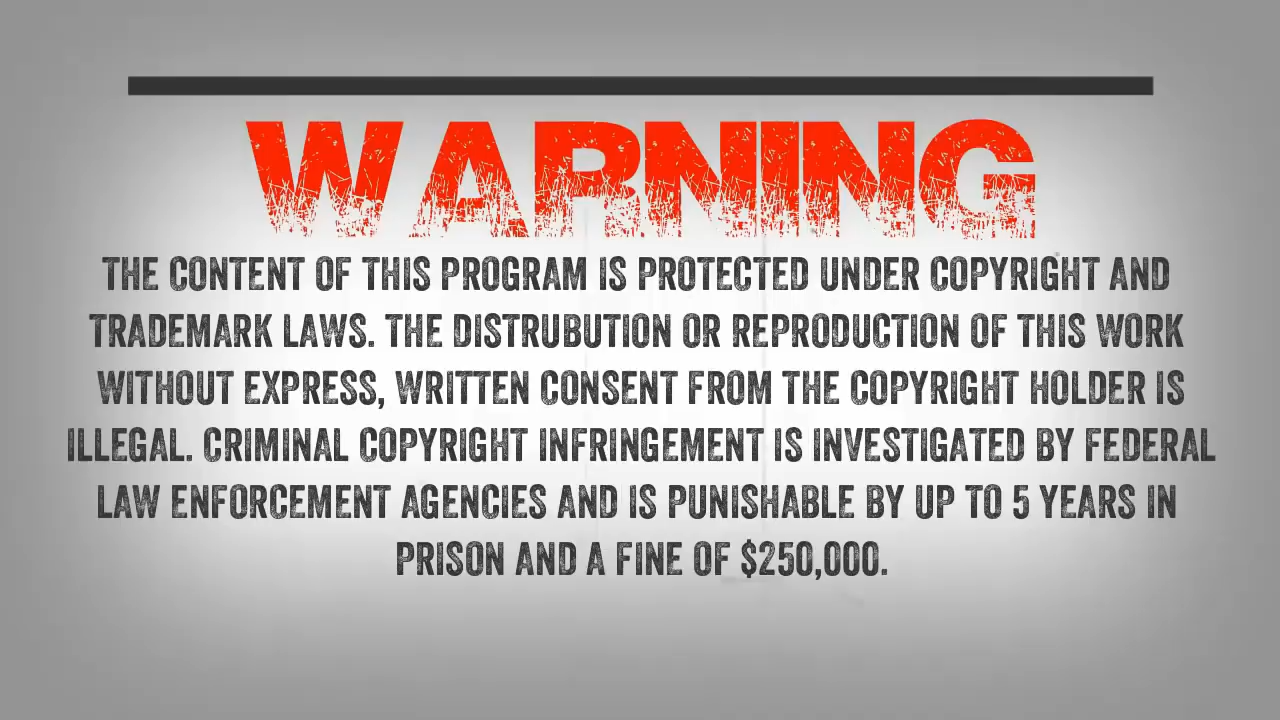 WARNING
THE CONTENT OF THIS PROGRAM IS PROTECTED UNDER COPYRIGHT AND
TRADEMARK LAWS. THE DISTRUBUTION OR REPRODUCTION OF THIS WORK
WITHOUT EXPRESS, WRITTEN CONSENT FROM THE COPYRIGHT HOLDER IS
ILLEGAL. CRIMINAL COPYRIGHT INFRINGEMENT IS INVESTIGATED BY FEDERAL
LAW ENFORCEMENT AGENCIES AND IS PUNISHABLE BY UP TO 5 YEARS IN
PRISON AND A FINE OF $250,000.